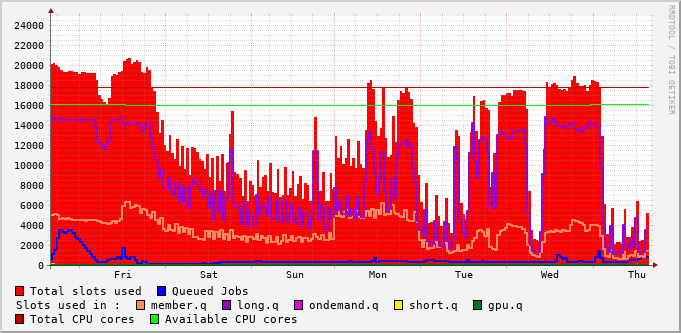 24000
22000
20000
18000
16000
14000
12000
10000
8000
6000
4000
2000
0
Fri Sat Sun Mon Tue Wed Thu
RRDTOOL / TOBI OETIKER
Total slots used Queued Jobs
Slots used in : member.q long.q ondemand.q short.q gpu.q
Total CPU cores Available CPU cores